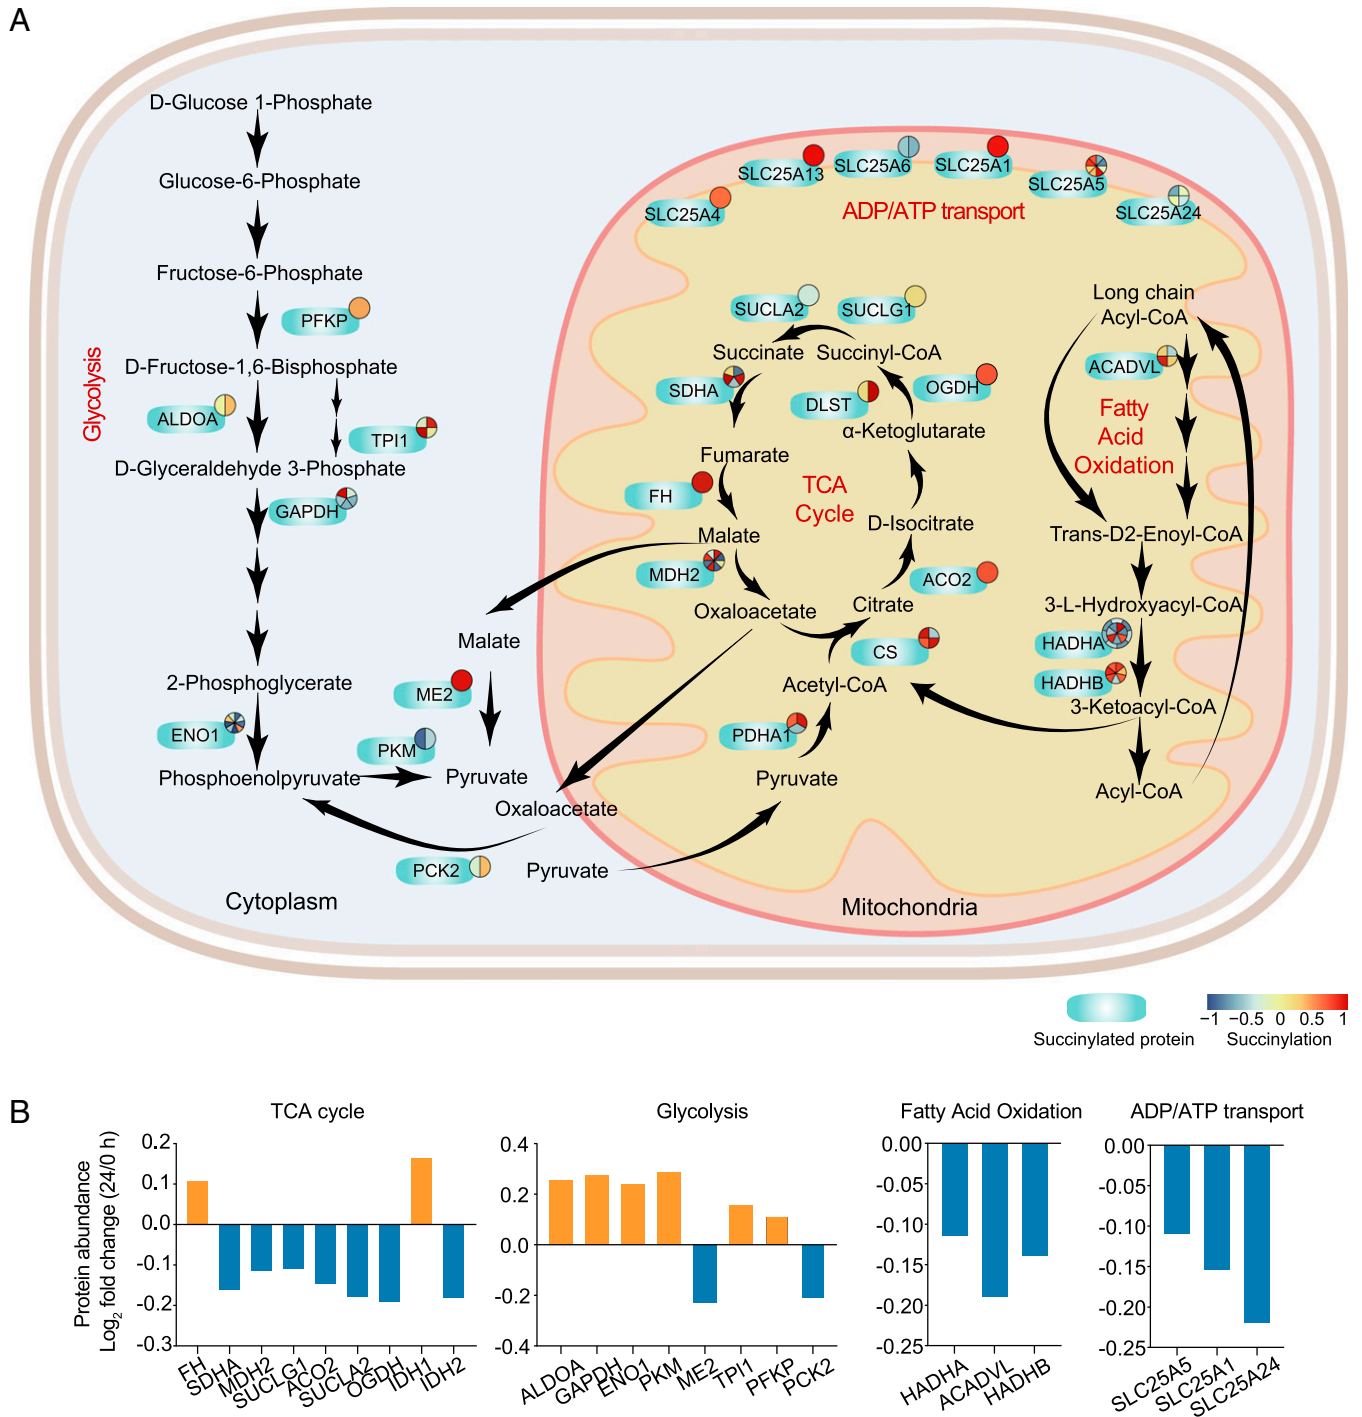 A
D-Glucose 1-Phosphate
Glucose-6-Phosphate
Fructose-6-Phosphate
PFKP
D-Fructose-1,6-Bisphosphate
Glycolysis
ALDOA
TPI1
D-Glyceraldehyde 3-Phosphate
GAPDH
2-Phosphoglycerate
ENO1
Phosphoenolpyruvate
Malate
ME2
PKM
Pyruvate
Oxaloacetate
PCK2
Pyruvate
Cytoplasm
SLC25A4
SLC25A13
SLC25A6
SLC25A1
SLC25A5
SLC25A24
ADP/ATP transport
SUCLA2
SUCLG1
Succinate
Succinyl-CoA
SDHA
DLST
OGDH
α-Ketoglutarate
Fumarate
FH
TCA
Cycle
D-Isocitrate
Malate
MDH2
ACO2
Oxaloacetate
Citrate
CS
Acetyl-CoA
PDHA1
Pyruvate
Long chain
Acyl-CoA
ACADVL
Fatty
Acid
Oxidation
Trans-D2-Enoyl-CoA
3-L-Hydroxyacyl-CoA
HADHA
HADHB
3-Ketoacyl-CoA
Acyl-CoA
Mitochondria
Succinylated protein
−1 −0.5 0 0.5 1
Succinylation
B
Protein abundance
Log2 fold change (24/0 h)
TCA cycle
0.2
0.1
0.0
-0.1
-0.2
-0.3
FH
SDHA
MDH2
SUCLG1
ACO2
SUCLA2
OGDH
IDH1
IDH2
Glycolysis
0.4
0.2
0.0
-0.2
-0.4
ALDOA
GAPDH
ENO1
PKM
ME2
TPI1
PFKP
PCK2
Fatty Acid Oxidation
0.00
-0.05
-0.10
-0.15
-0.20
-0.25
HADHA
ACADVL
HADHB
ADP/ATP transport
0.00
-0.05
-0.10
-0.15
-0.20
-0.25
SLC25A5
SLC25A1
SLC25A24